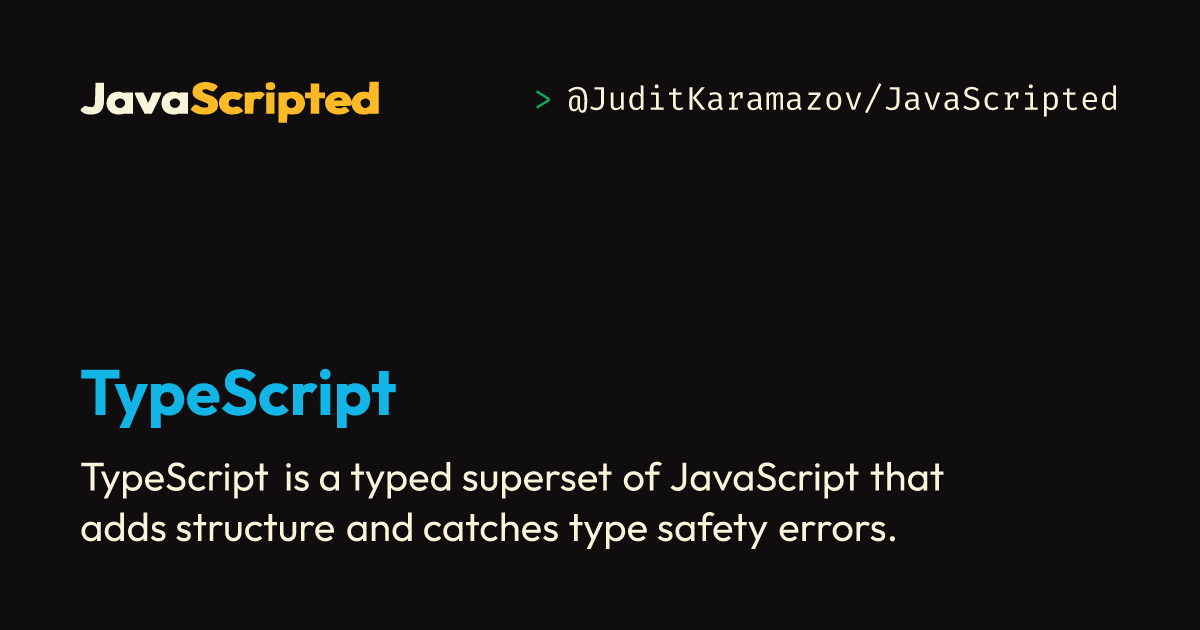 JavaScripted
> @JuditKaramazov/JavaScripted
TypeScript
TypeScript is a typed superset of JavaScript that
adds structure and catches type safety errors.